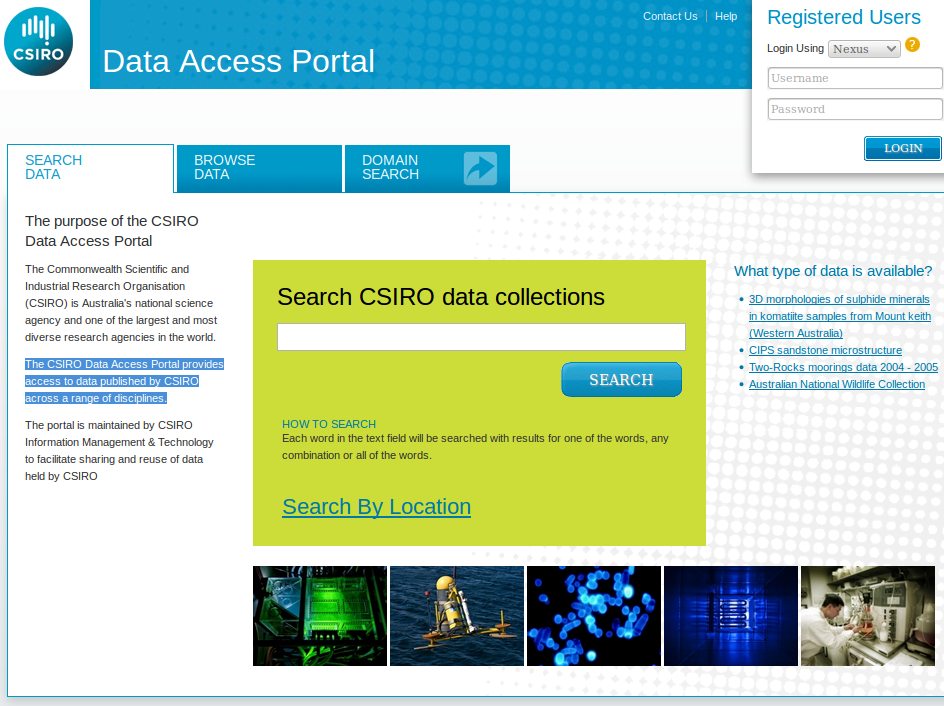 CSIRO
Data Access Portal
Contact Us | Help
Registered Users
Login Using Nexus ?
Username
Password
LOGIN
SEARCH
DATA
BROWSE
DATA
DOMAIN
SEARCH
The purpose of the CSIRO
Data Access Portal
The Commonwealth Scientific and
Industrial Research Organisation
(CSIRO) is Australia's national science
agency and one of the largest and most
diverse research agencies in the world.
The CSIRO Data Access Portal provides
access to data published by CSIRO
across a range of disciplines.
The portal is maintained by CSIRO
Information Management & Technology
to facilitate sharing and reuse of data
held by CSIRO
Search CSIRO data collections
SEARCH
HOW TO SEARCH
Each word in the text field will be searched with results for one of the words, any
combination or all of the words.
Search By Location
What type of data is available?
• 3D morphologies of sulphide minerals
in komatiite samples from Mount keith
(Western Australia)
• CIPS sandstone microstructure
• Two-Rocks moorings data 2004 - 2005
• Australian National Wildlife Collection